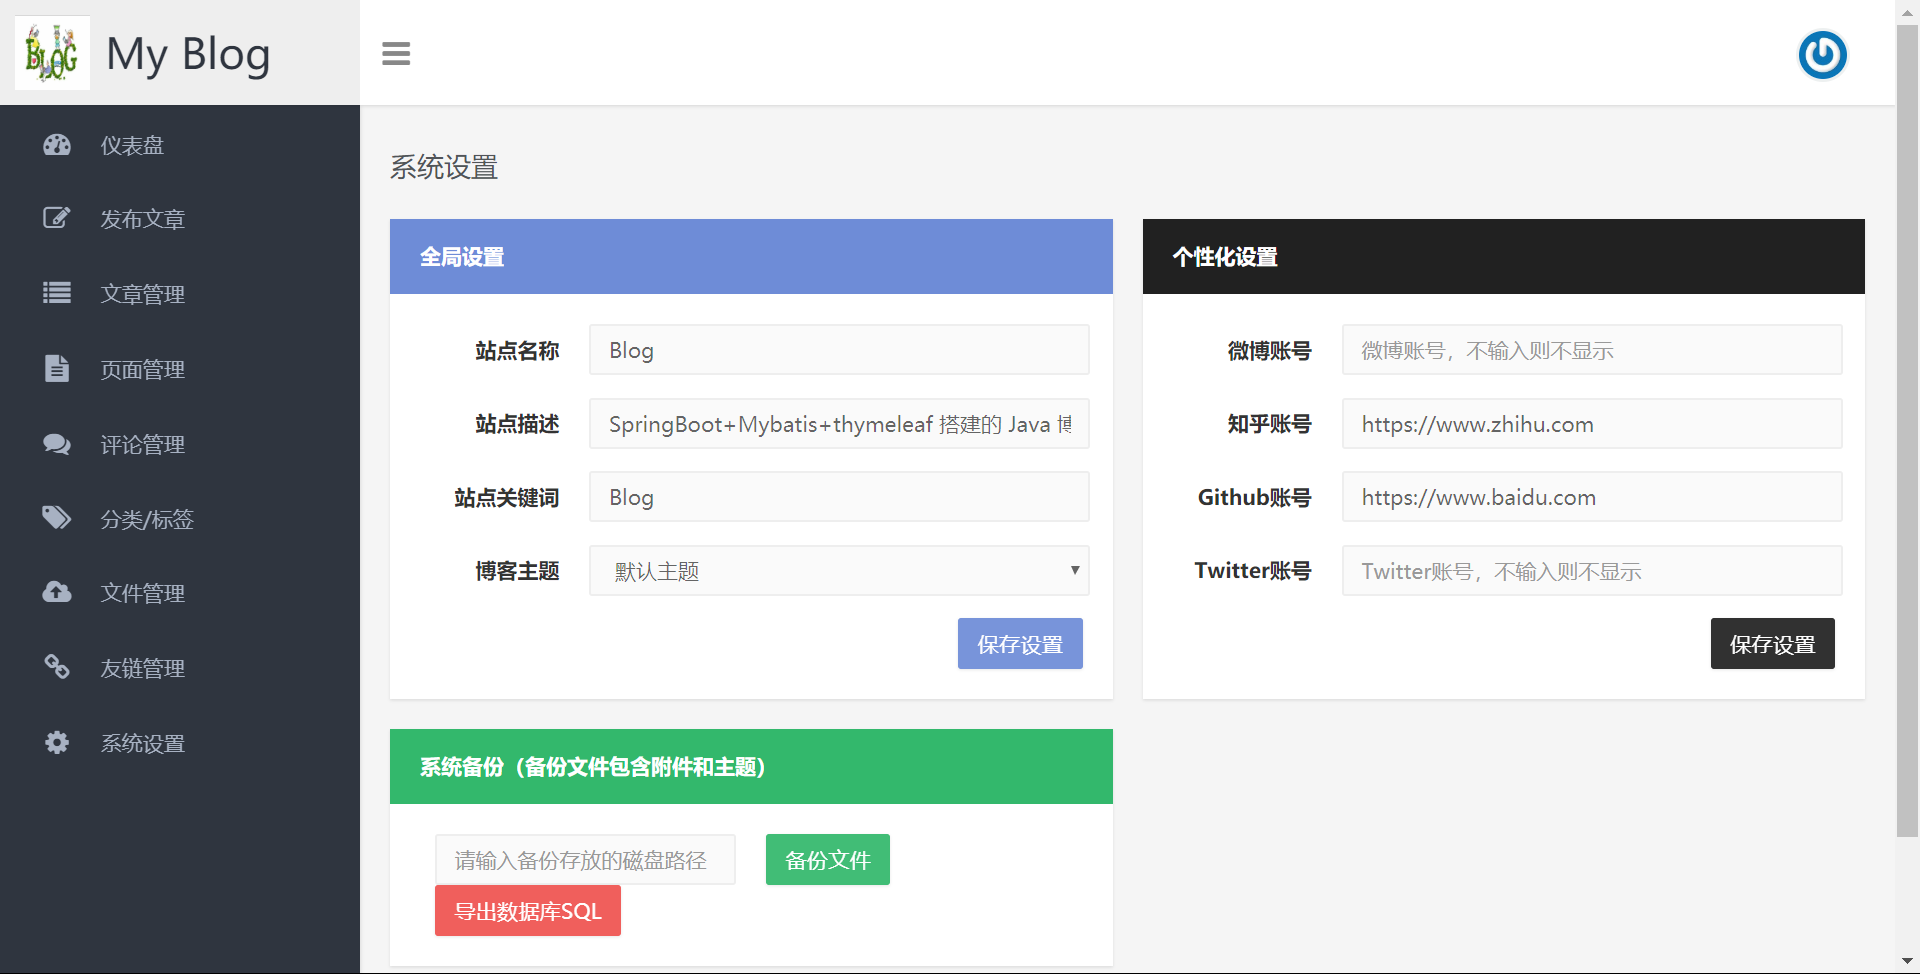 BLOG
My Blog
仪表盘
发布文章
文章管理
页面管理
评论管理
分类/标签
文件管理
友链管理
系统设置
系统设置
全局设置
站点名称 Blog
站点描述 SpringBoot+Mybatis+thymeleaf 搭建的 Java
站点关键词 Blog
博客主题 默认主题
保存设置
个性化设置
微博账号 微博账号，不输入则不显示
知乎账号 https://www.zhihu.com
Github账号 https://www.baidu.com
Twitter账号 Twitter账号，不输入则不显示
保存设置
系统备份（备份文件包含附件和主题）
请输入备份存放的磁盘路径 备份文件
导出数据库SQL